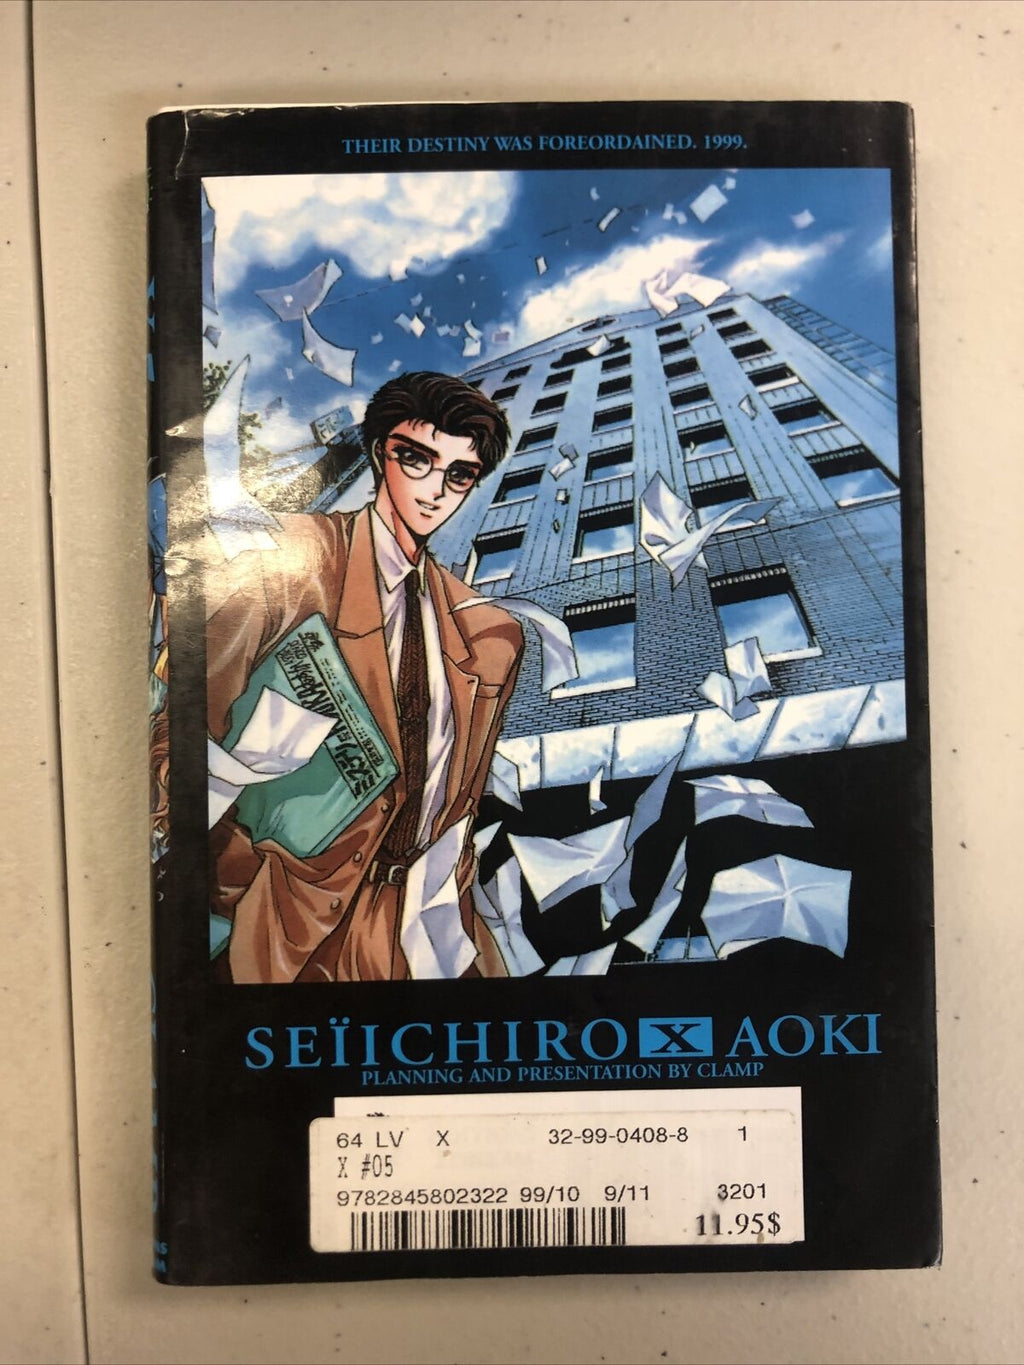 THEIR DESTINY WAS FOREORDAINED. 1999.
SEÏICHIRO X AOKI
PLANNING AND PRESENTATION BY CLAMP
64 LV X 32-99-0408-8 1
X #05
9782845802322 99/10 9/11 3201
11.95$